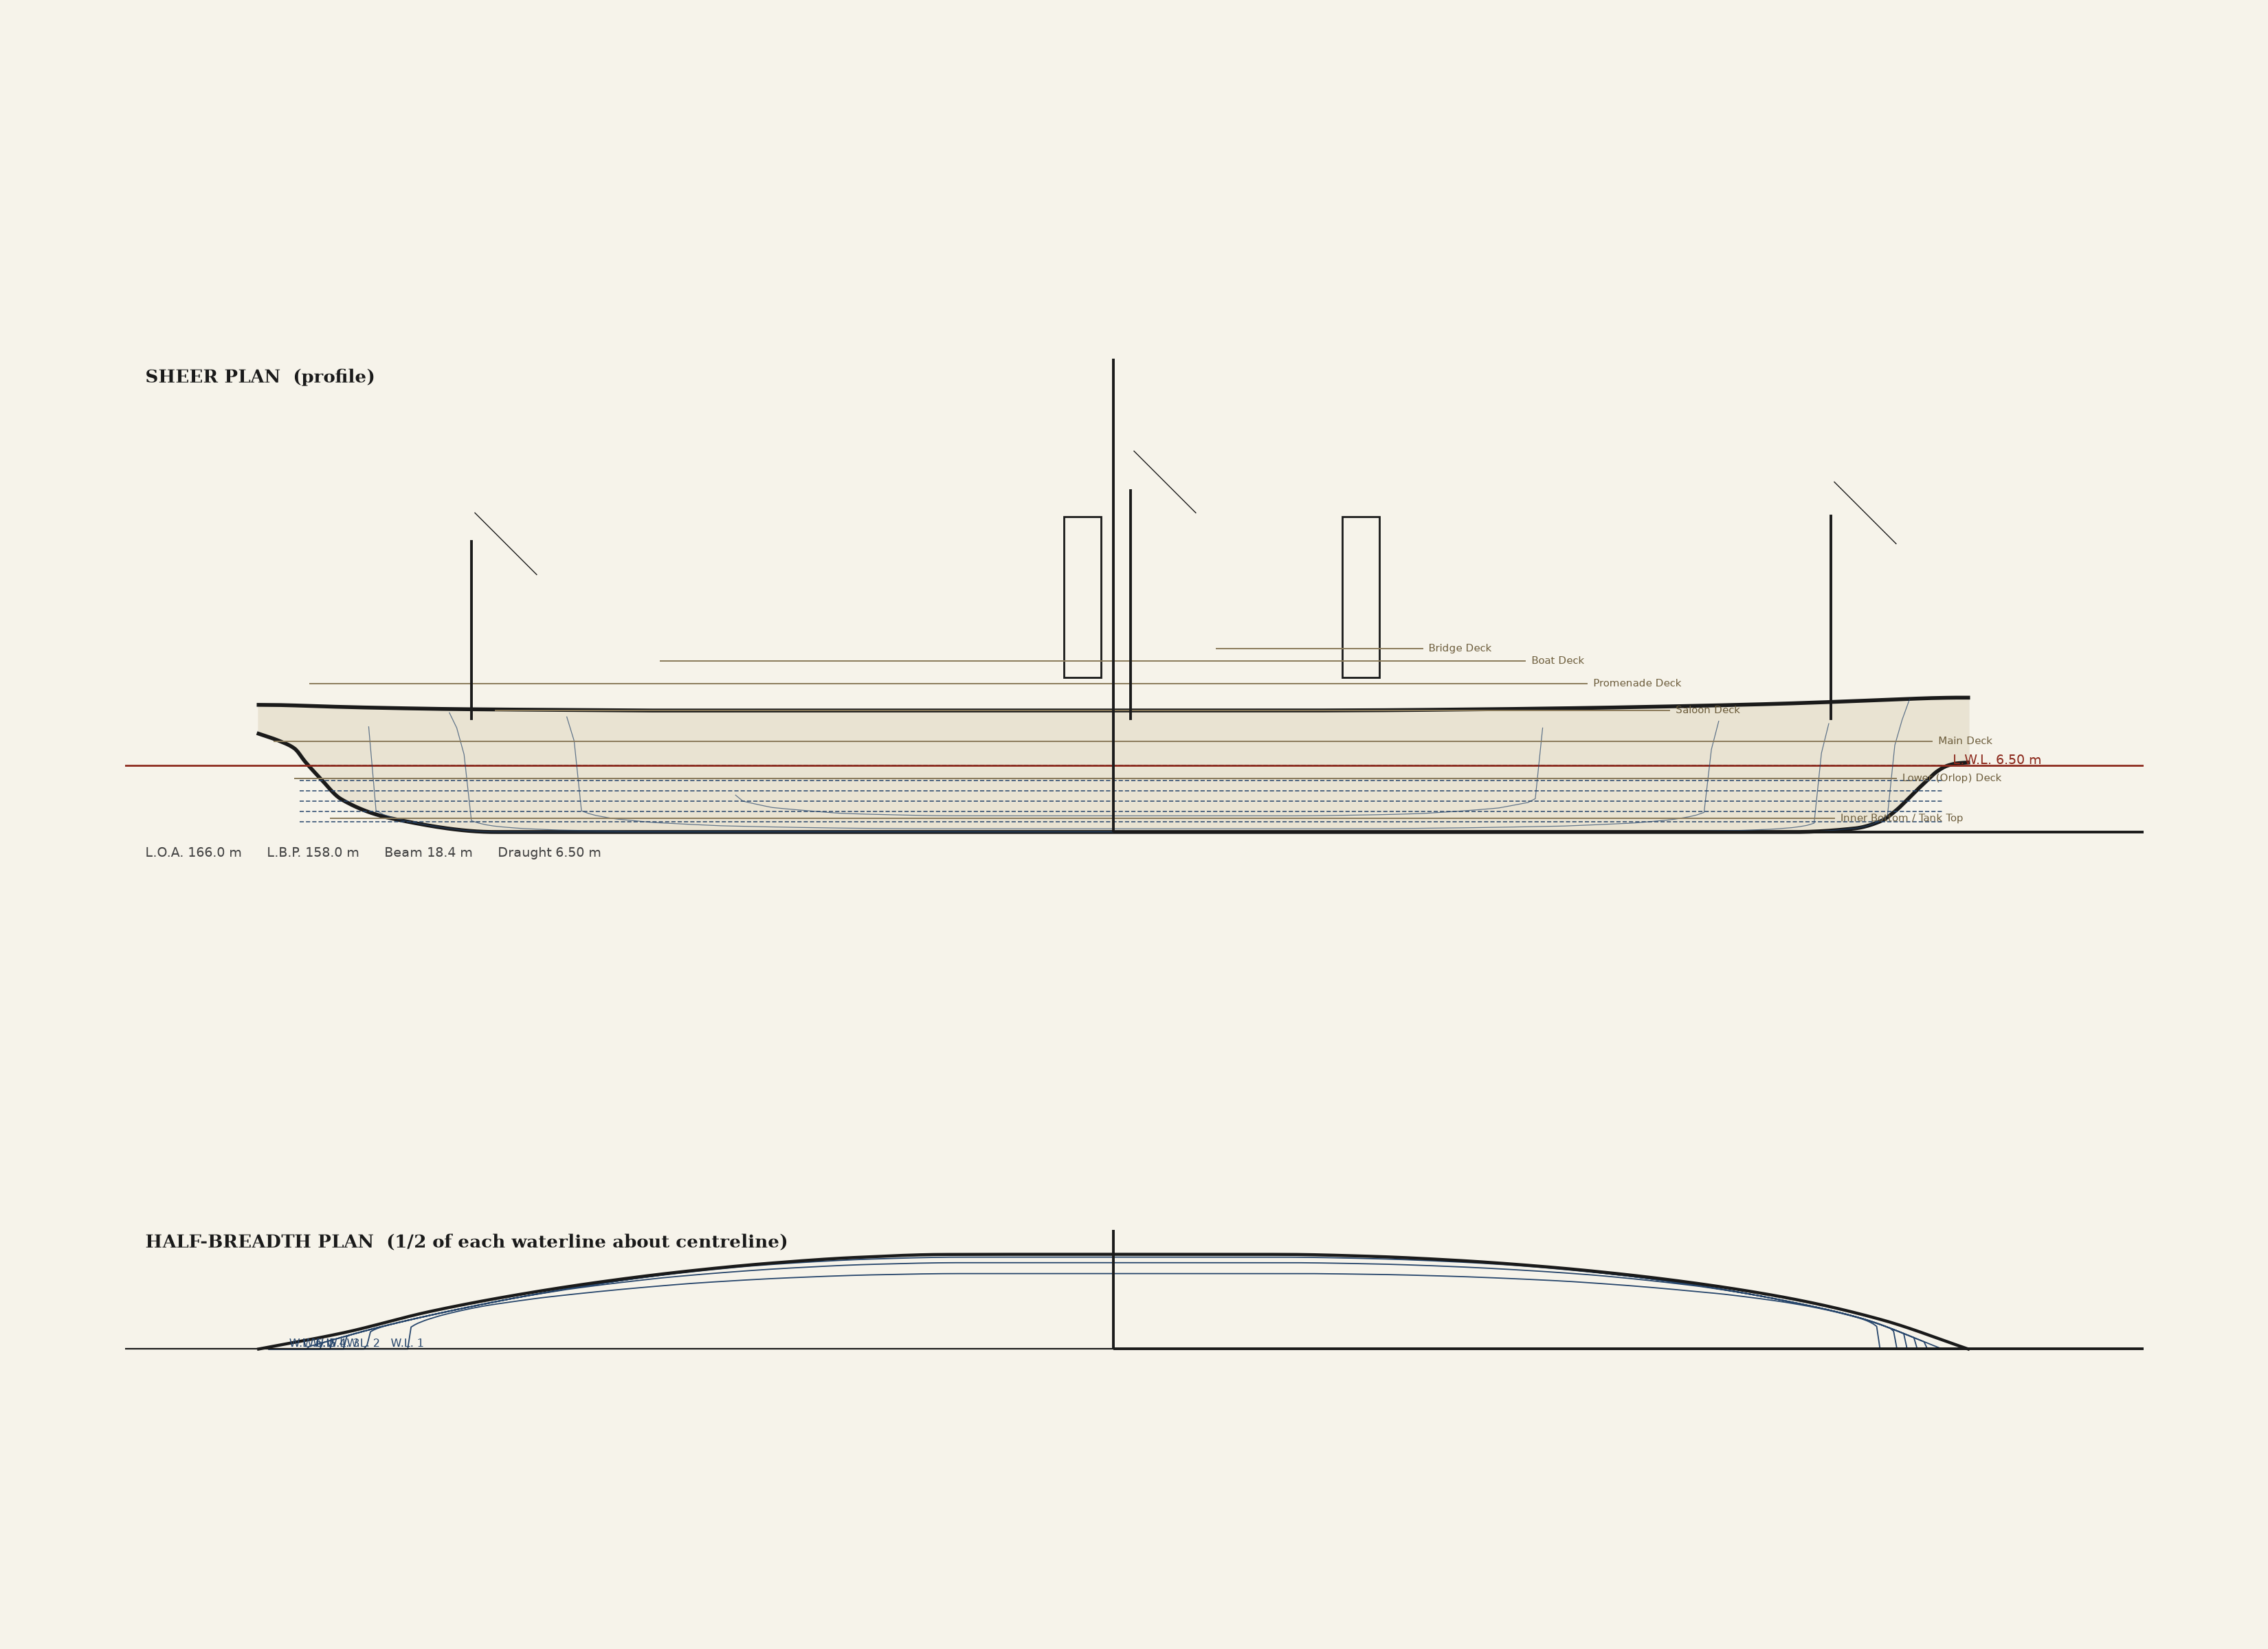 SHEER PLAN (profile)
Bridge Deck
Boat Deck
Promenade Deck
Saloon Deck
Main Deck
L.W.L. 6.50 m
Lower (Orlop) Deck
Inner Bottom / Tank Top
L.O.A. 166.0 m L.B.P. 158.0 m Beam 18.4 m Draught 6.50 m
HALF-BREADTH PLAN (1/2 of each waterline about centreline)
W.L. 1